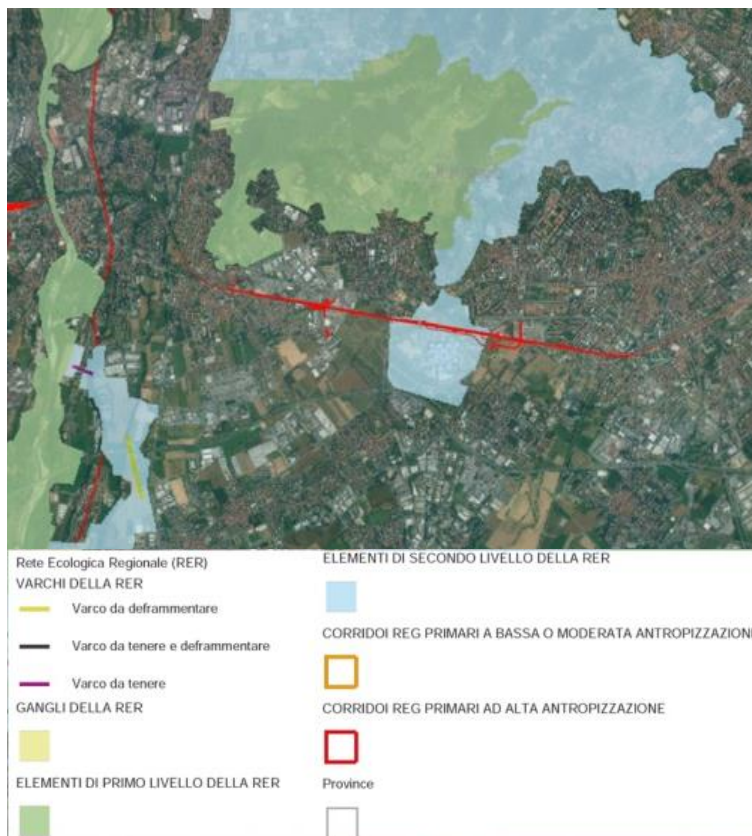 Rete Ecologica Regionale (RER)
VARCHI DELLA RER
Varco da deframmentare
Varco da tenere e deframmentare
Varco da tenere
GANGLI DELLA RER
ELEMENTI DI PRIMO LIVELLO DELLA RER
ELEMENTI DI SECONDO LIVELLO DELLA RER
CORRIDOI REG PRIMARI A BASSA O MODERATA ANTROPIZZAZIONE
CORRIDOI REG PRIMARI AD ALTA ANTROPIZZAZIONE
Province